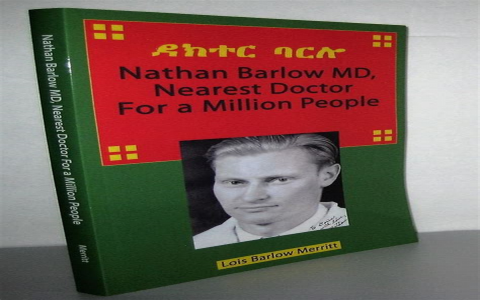 ዳክተር ባርሎ
Nathan Barlow MD,
Nearest Doctor
For a Million People
Lois Barlow Merritt
Nathan Barlow MD, Nearest Doctor For a Million People
Merritt